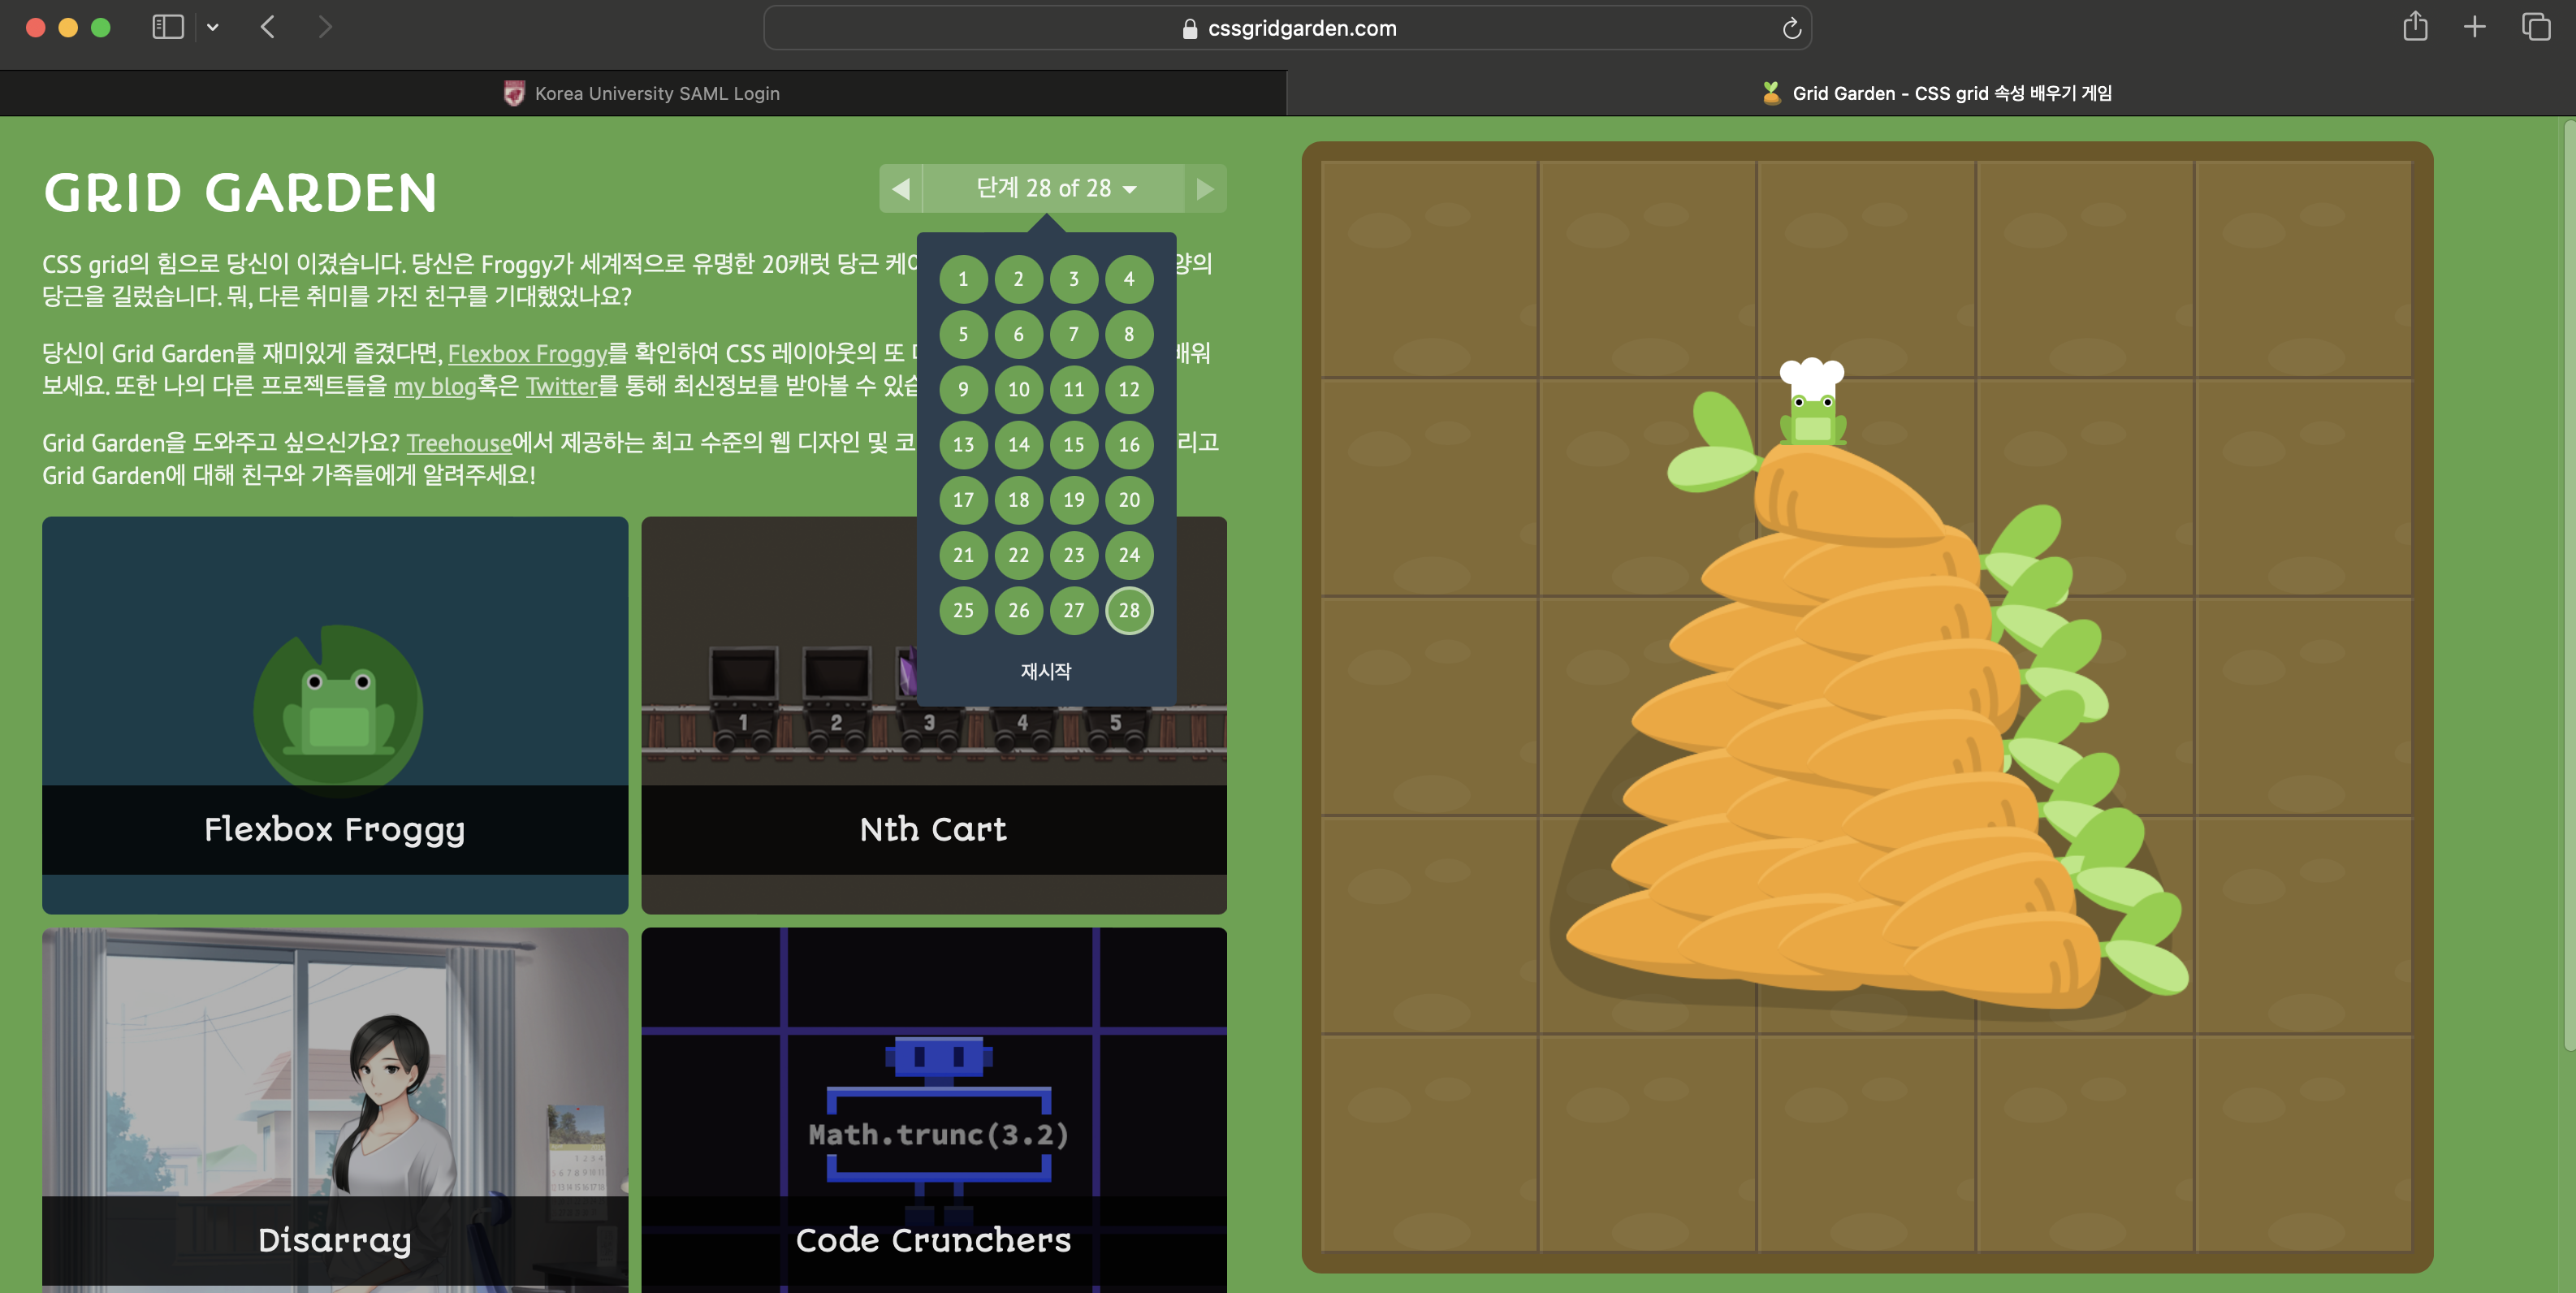 cssgridgarden.com
Korea University SAML Login
Grid Garden - CSS grid 속성 배우기 게임
GRID GARDEN
단계 28 of 28
CSS grid의 힘으로 당신이 이겼습니다. 당신은 Froggy가 세계적으로 유명한 20캐럿 당근 케 양의
당근을 길렀습니다. 뭐, 다른 취미를 가진 친구를 기대했었나요?
당신이 Grid Garden를 재미있게 즐겼다면, Flexbox Froggy를 확인하여 CSS 레이아웃의 또 배워
보세요. 또한 나의 다른 프로젝트들을 my blog혹은 Twitter를 통해 최신정보를 받아볼 수 있
Grid Garden을 도와주고 싶으신가요? Treehouse에서 제공하는 최고 수준의 웹 디자인 및 코 리고
Grid Garden에 대해 친구와 가족들에게 알려주세요!
1 2 3 4
5 6 7 8
9 10 11 12
13 14 15 16
17 18 19 20
21 22 23 24
25 26 27 28
재시작
Flexbox Froggy
1 2 3 4 5
Nth Cart
Disarray
Math.trunc(3.2)
Code Crunchers